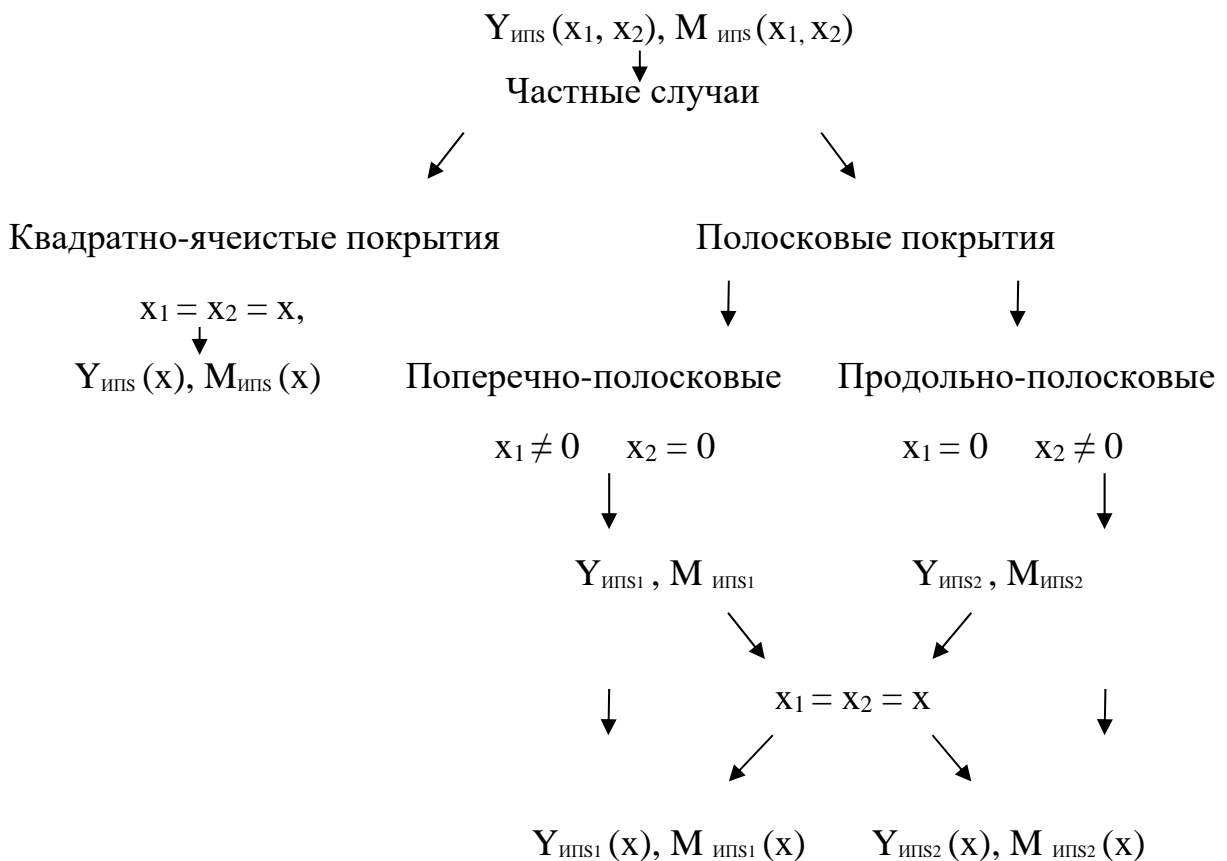 Yипs (x1, x2), M ипs (x1, x2)
Частные случаи
Квадратно-ячеистые покрытия Полосковые покрытия
x1 = x2 = x,
Yипs (x), Mипs (x) Поперечно-полосковые Продольно-полосковые
x1 ≠ 0 x2 = 0 x1 = 0 x2 ≠ 0
Yипs1 , M ипs1 Yипs2 , Mипs2
x1 = x2 = x
Yипs1 (x), M ипs1 (x) Yипs2 (x), M ипs2 (x)